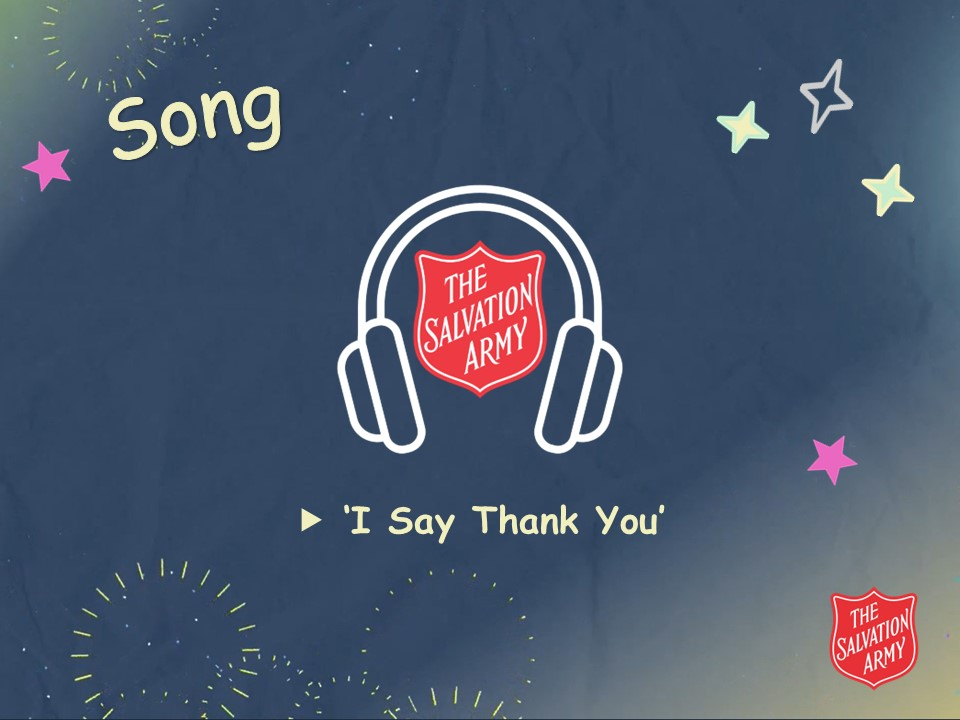 Song
THE
SALVATION
ARMY
‘I Say Thank You’
THE
SALVATION
ARMY